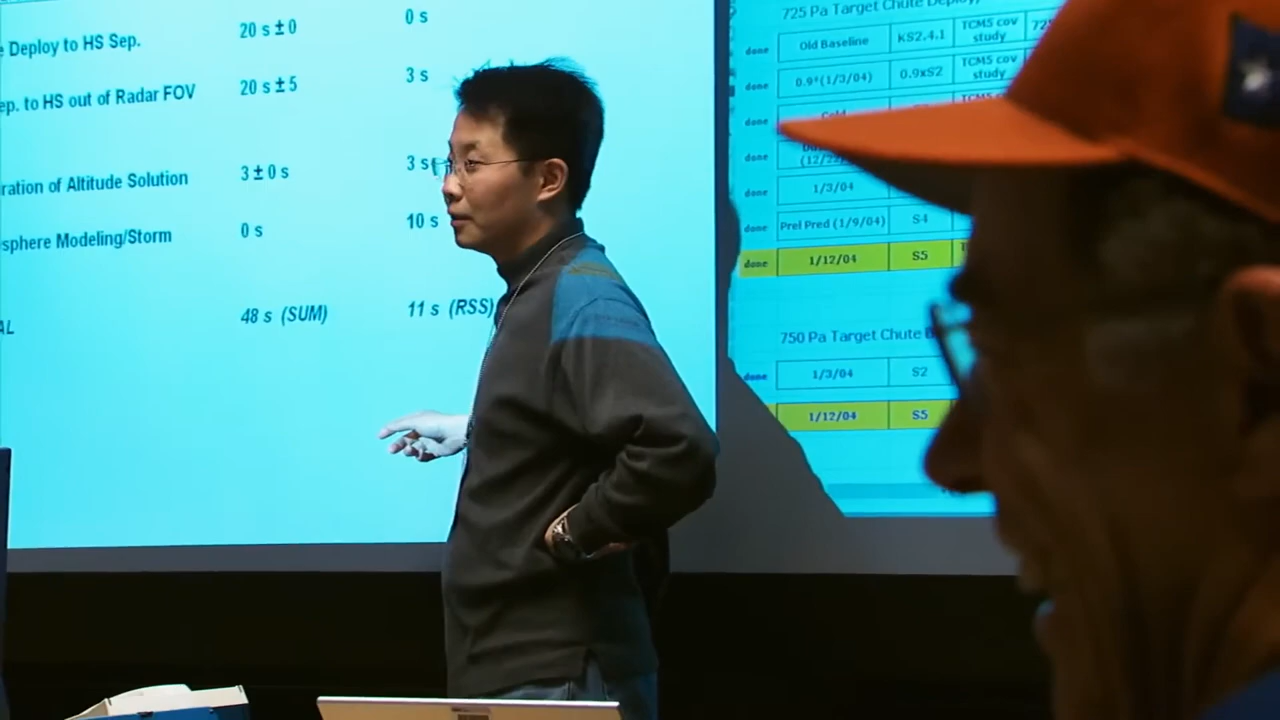 Deploy to HS Sep. 20 s ± 0 0 s
ep. to HS out of Radar FOV 20 s ± 5 3 s
ration of Altitude Solution 3 ± 0 s 3 s
sphere Modeling/Storm 0 s 10 s
AL 48 s (SUM) 11 s (RSS)
725 Pa Target Chute Deploy,
done Old Baseline KS2.4.1 TCM5 cov study
done 0.9*(1/3/04) 0.9xS2 TCM5 cov study
done Cold
done
done 1/3/04
done Prel Pred (1/9/04) S4
done 1/12/04 S5
750 Pa Target Chute
done 1/3/04 S2
1/12/04 S5